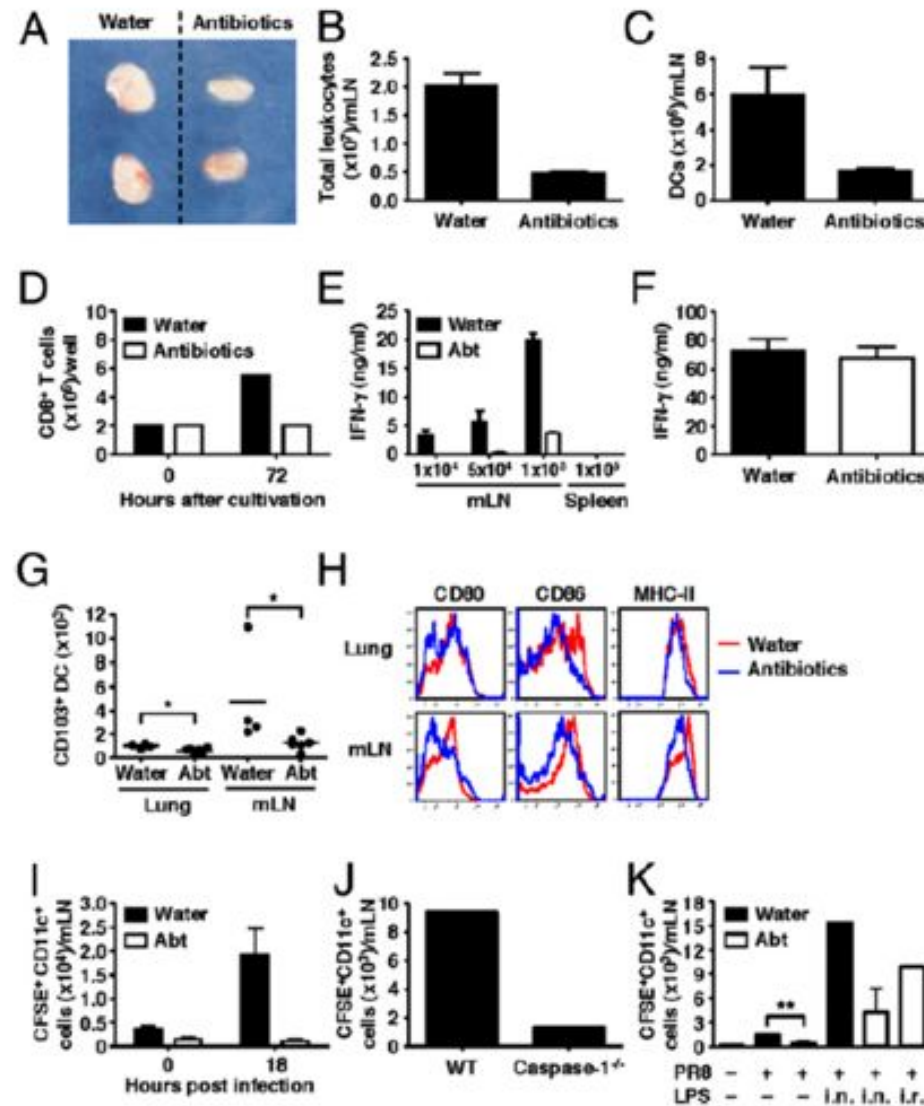 A
Water
Antibiotics
B
Total leukocytes
(x10⁷)/mLN
2.5
2.0
1.5
1.0
0.5
0.0
Water
Antibiotics
C
DCs (x10⁵)/mLN
8
6
4
2
0
Water
Antibiotics
D
CD8⁺ T cells
(x10⁵)/well
10
8
6
4
2
0
Water
Antibiotics
0
72
Hours after cultivation
E
IFN-γ (ng/ml)
25
20
15
10
5
0
Water
Abt
1x10⁴
5x10⁴
1x10⁵
1x10⁵
mLN
Spleen
F
IFN-γ (ng/ml)
100
80
60
40
20
0
Water
Antibiotics
G
CD103⁺ DC (x10³)
12
10
8
6
4
2
0
*
*
Water
Abt
Water
Abt
Lung
mLN
H
CD80
CD86
MHC-II
Lung
mLN
Water
Antibiotics
I
CFSE⁺ CD11c⁺
cells (x10⁴)/mLN
3.0
2.5
2.0
1.5
1.0
0.5
0
Water
Abt
0
18
Hours post infection
J
CFSE⁺CD11c⁺
cells (x10³)/mLN
10
8
6
4
2
0
WT
Caspase-1⁻/⁻
K
CFSE⁺CD11c⁺
cells (x10³)/mLN
18
15
12
9
6
3
0
Water
Abt
**
PR8 – + + + + +
LPS – – – i.n. i.n. i.r.